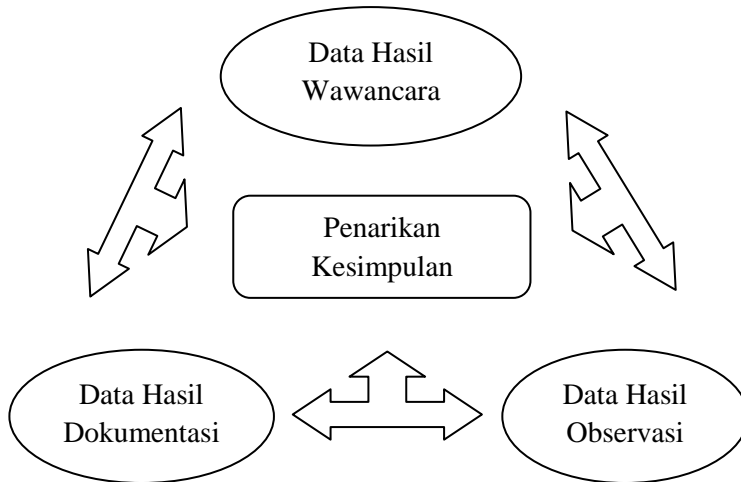 Data Hasil
Wawancara
Penarikan
Kesimpulan
Data Hasil
Dokumentasi
Data Hasil
Observasi